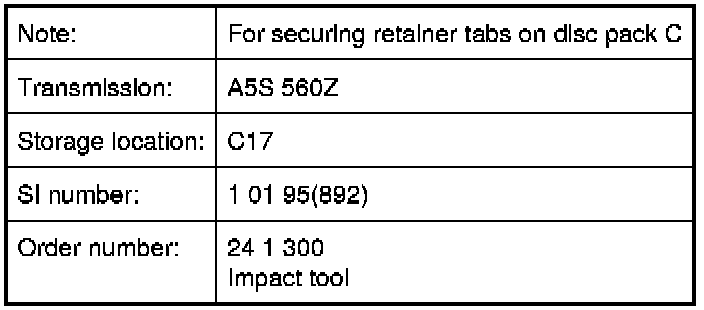 Note: For securing retainer tabs on disc pack C
Transmission: A5S 560Z
Storage location: C17
SI number: 1 01 95(892)
Order number: 24 1 300
Impact tool